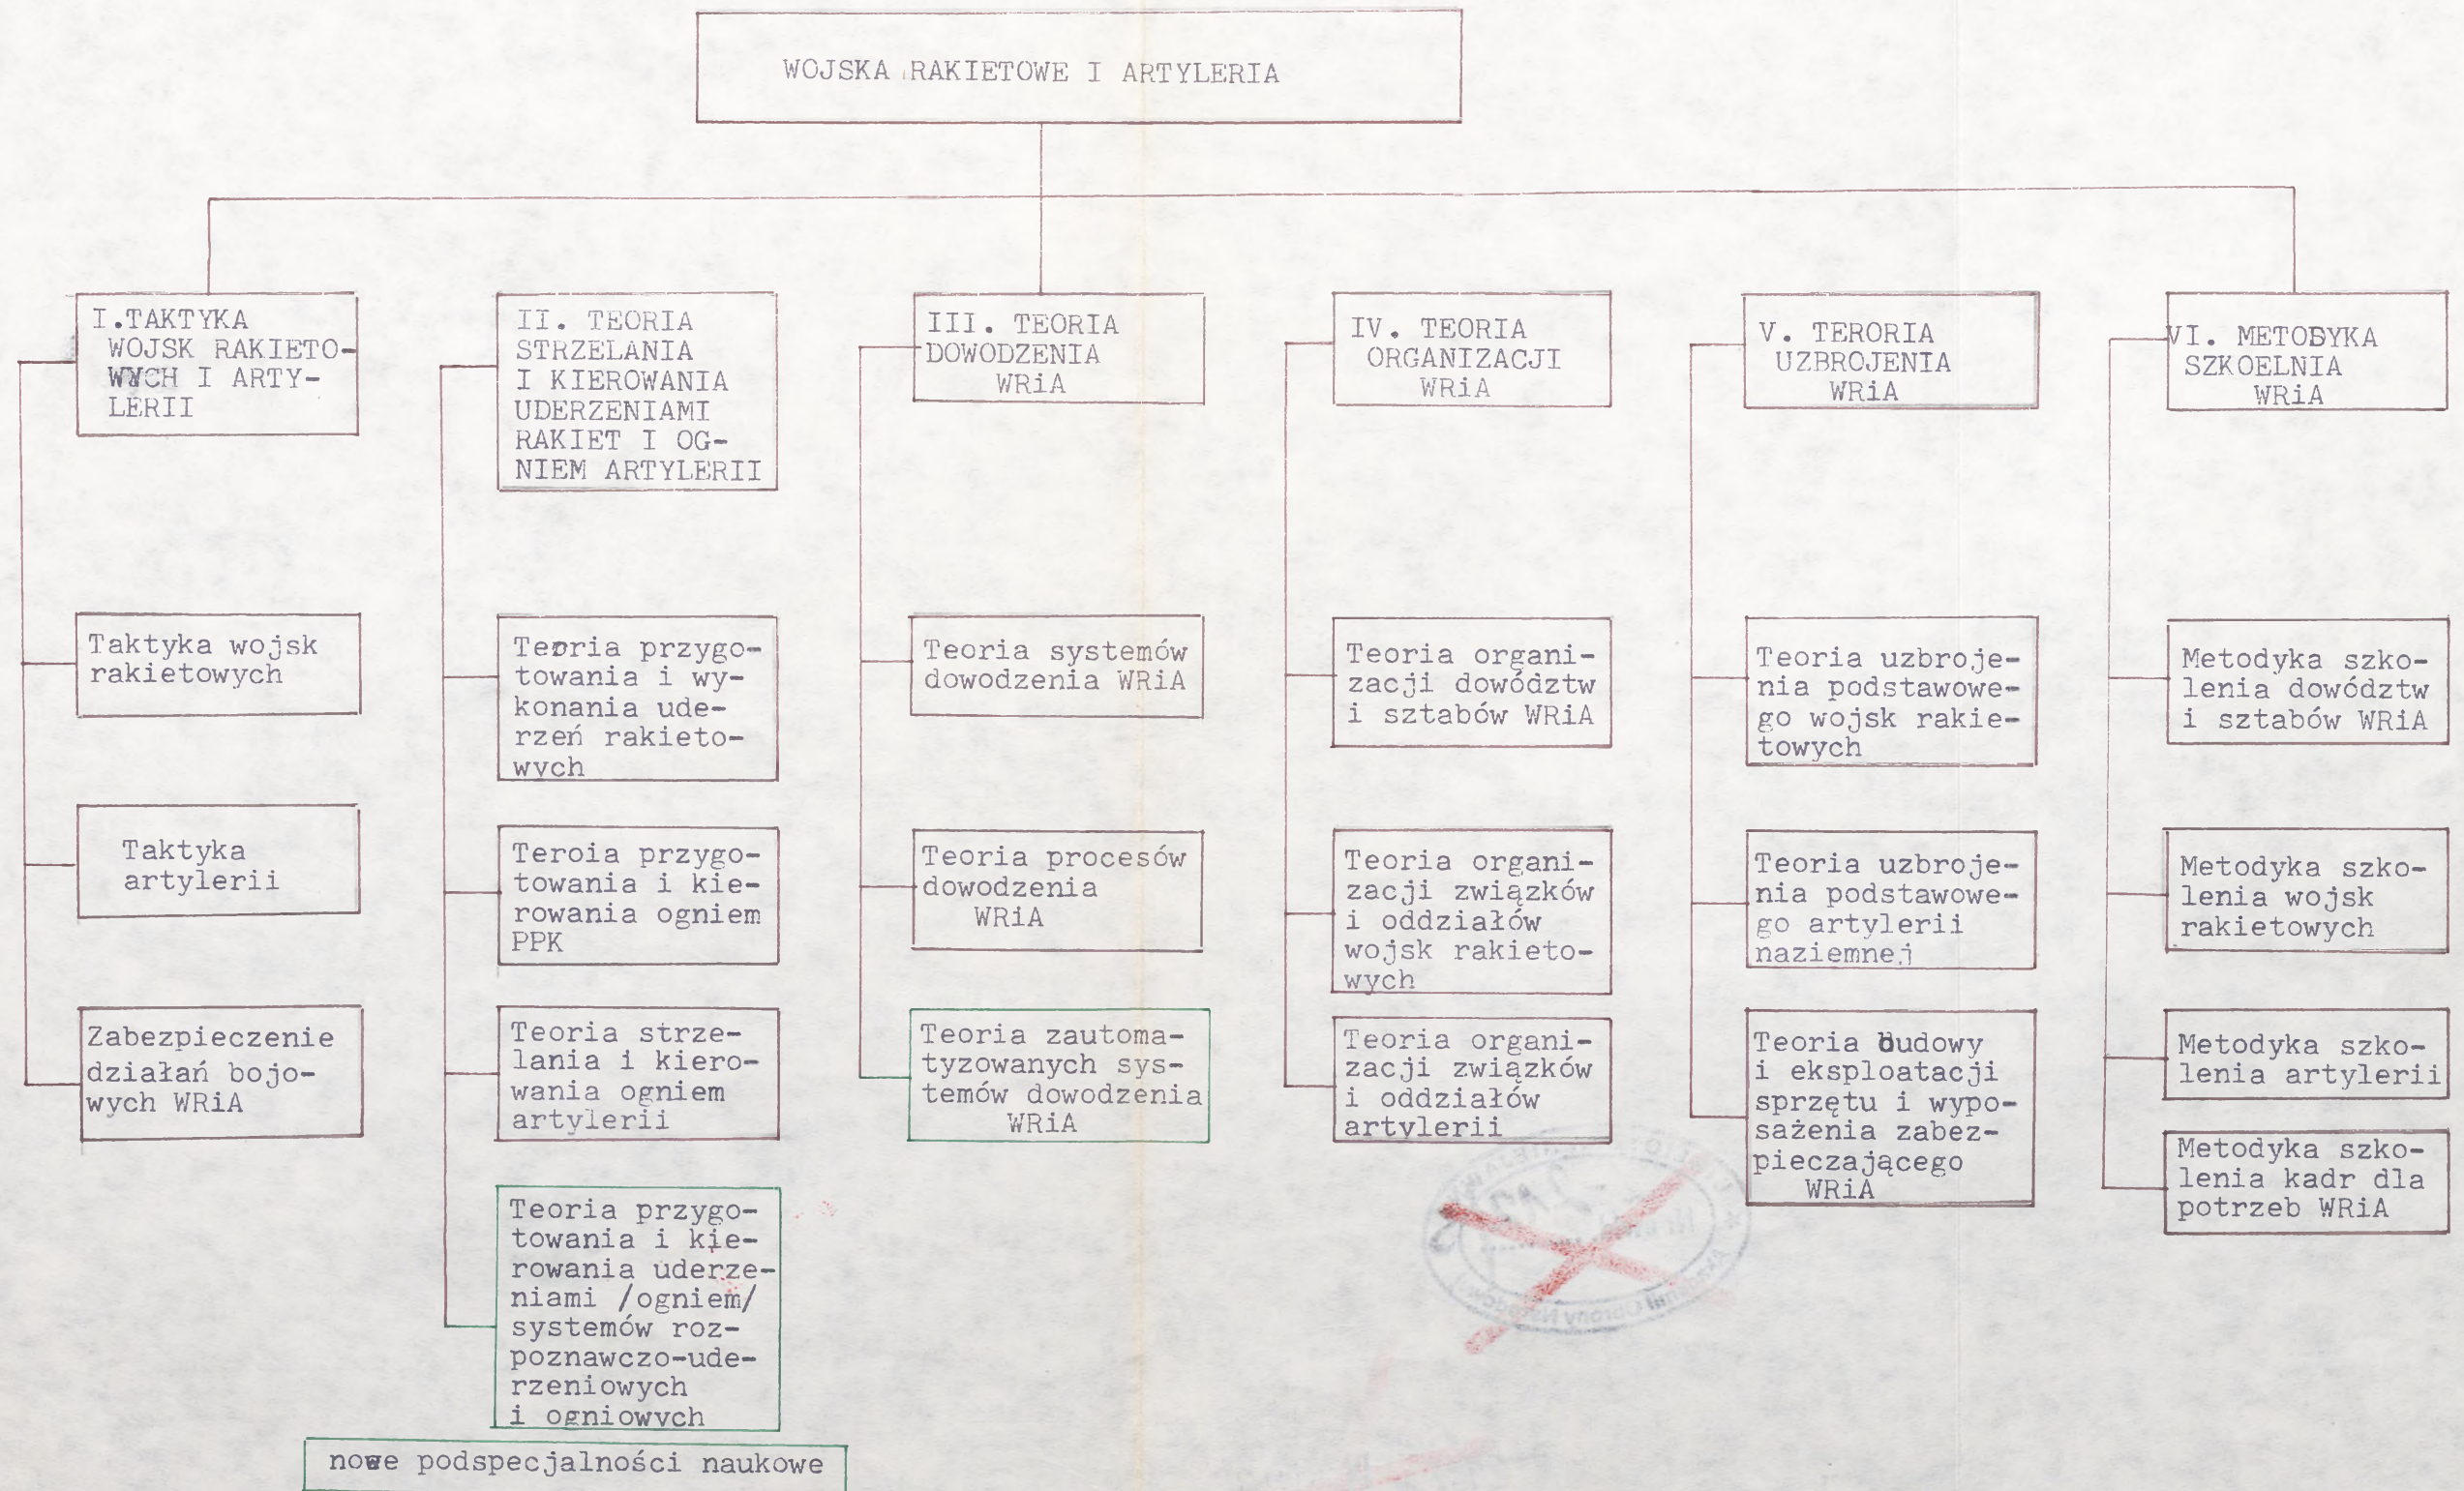 WOJSKA RAKIETOWE I ARTYLERIA
I.TAKTYKA
WOJSK RAKIETO-
WYCH I ARTY-
LERII
II. TEORIA
STRZELANIA
I KIEROWANIA
UDERZENIAMI
RAKIET I OG-
NIEM ARTYLERII
III. TEORIA
DOWODZENIA
WRiA
IV. TEORIA
ORGANIZACJI
WRiA
V. TERORIA
UZBROJENIA
WRiA
VI. METODYKA
SZKOELNIA
WRiA
Taktyka wojsk
rakietowych
Taktyka
artylerii
Zabezpieczenie
działań bojo-
wych WRiA
Teoria przygo-
towania i wy-
konania ude-
rzeń rakieto-
wych
Teroia przygo-
towania i kie-
rowania ogniem
PPK
Teoria strze-
lania i kiero-
wania ogniem
artylerii
Teoria przygo-
towania i kie-
rowania uderze-
niami /ogniem/
systemów roz-
poznawczo-ude-
rzeniowych
i ogniowych
Teoria systemów
dowodzenia WRiA
Teoria procesów
dowodzenia
WRiA
Teoria zautoma-
tyzowanych sys-
temów dowodzenia
WRiA
Teoria organi-
zacji dowództw
i sztabów WRiA
Teoria organi-
zacji związków
i oddziałów
wojsk rakieto-
wych
Teoria organi-
zacji związków
i oddziałów
artylerii
Teoria uzbroje-
nia podstawowe-
go wojsk rakie-
towych
Teoria uzbroje-
nia podstawowe-
go artylerii
naziemnej
Teoria budowy
i eksploatacji
sprzętu i wypo-
sażenia zabez-
pieczającego
WRiA
Metodyka szko-
lenia dowództw
i sztabów WRiA
Metodyka szko-
lenia wojsk
rakietowych
Metodyka szko-
lenia artylerii
Metodyka szko-
lenia kadr dla
potrzeb WRiA
nowe podspecjalności naukowe